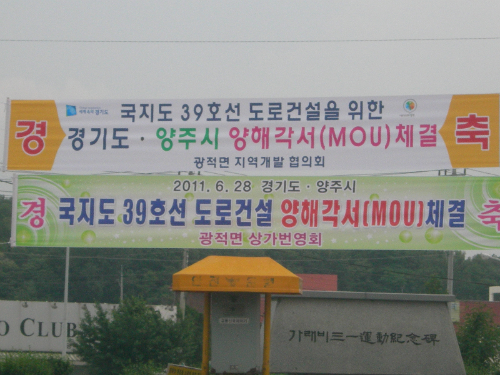 경 축
국지도 39호선 도로건설을 위한
경기도 · 양주시 양해각서(MOU)체결
광적면 지역개발 협의회
2011. 6. 28 경기도 · 양주시
경 국지도 39호선 도로건설 양해각서(MOU)체결 축
광적면 상가번영회
O CLUB
가래비三一運動紀念碑